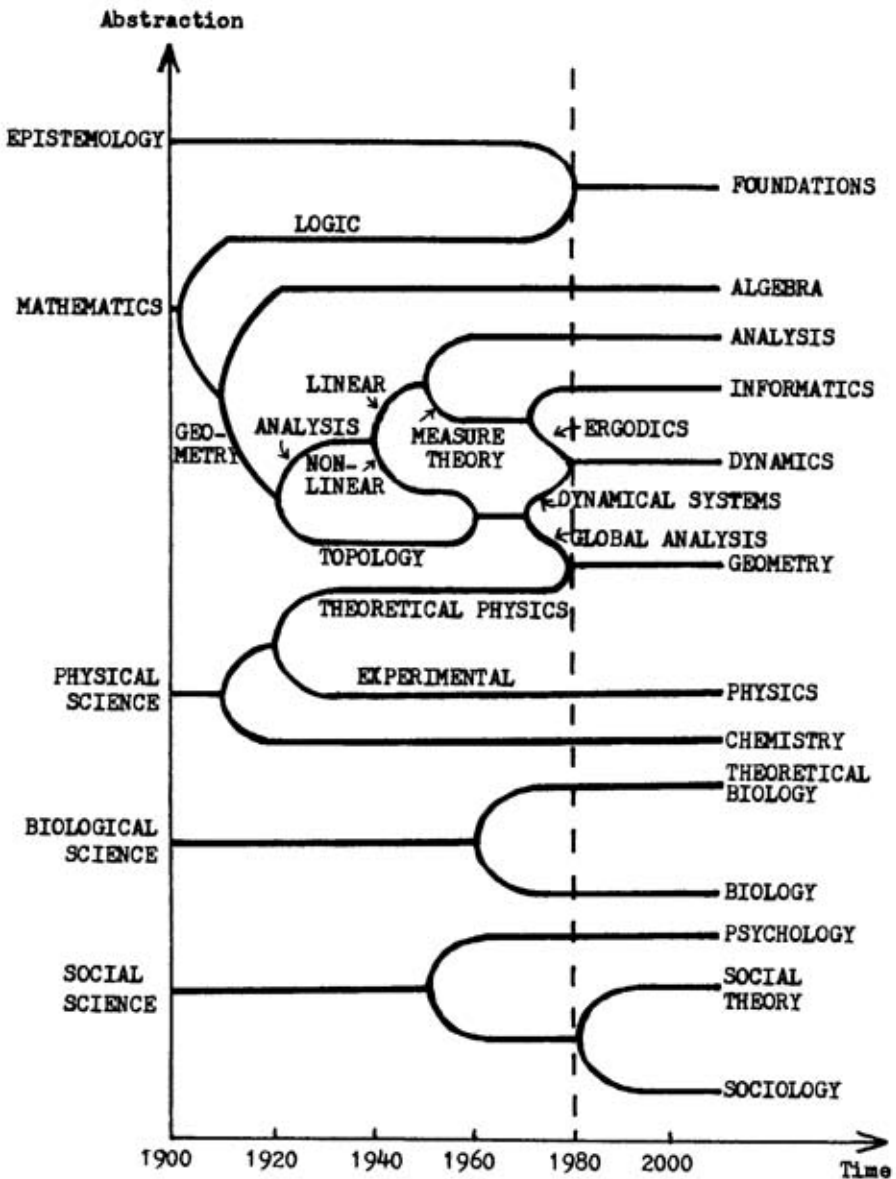 Abstraction
EPISTEMOLOGY
FOUNDATIONS
LOGIC
ALGEBRA
MATHEMATICS
ANALYSIS
LINEAR
INFORMATICS
ANALYSIS
GEO-
METRY
NON-
LINEAR
MEASURE
THEORY
ERGODICS
DYNAMICS
DYNAMICAL SYSTEMS
GLOBAL ANALYSIS
TOPOLOGY
GEOMETRY
THEORETICAL PHYSICS
EXPERIMENTAL
PHYSICAL
SCIENCE
PHYSICS
CHEMISTRY
THEORETICAL
BIOLOGY
BIOLOGICAL
SCIENCE
BIOLOGY
PSYCHOLOGY
SOCIAL
SCIENCE
SOCIAL
THEORY
SOCIOLOGY
1900 1920 1940 1960 1980 2000
Time